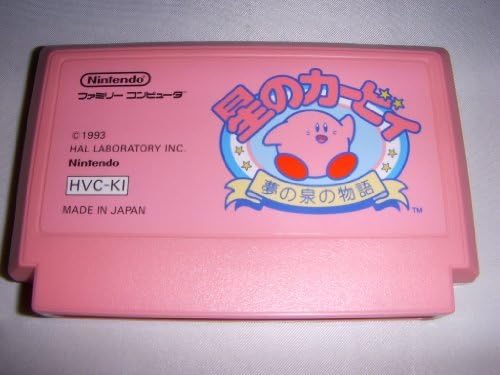 Nintendo
ファミリー コンピュータ
©1993
HAL LABORATORY INC.
Nintendo
HVC-KI
MADE IN JAPAN
星のカービィ
夢の泉の物語
TM